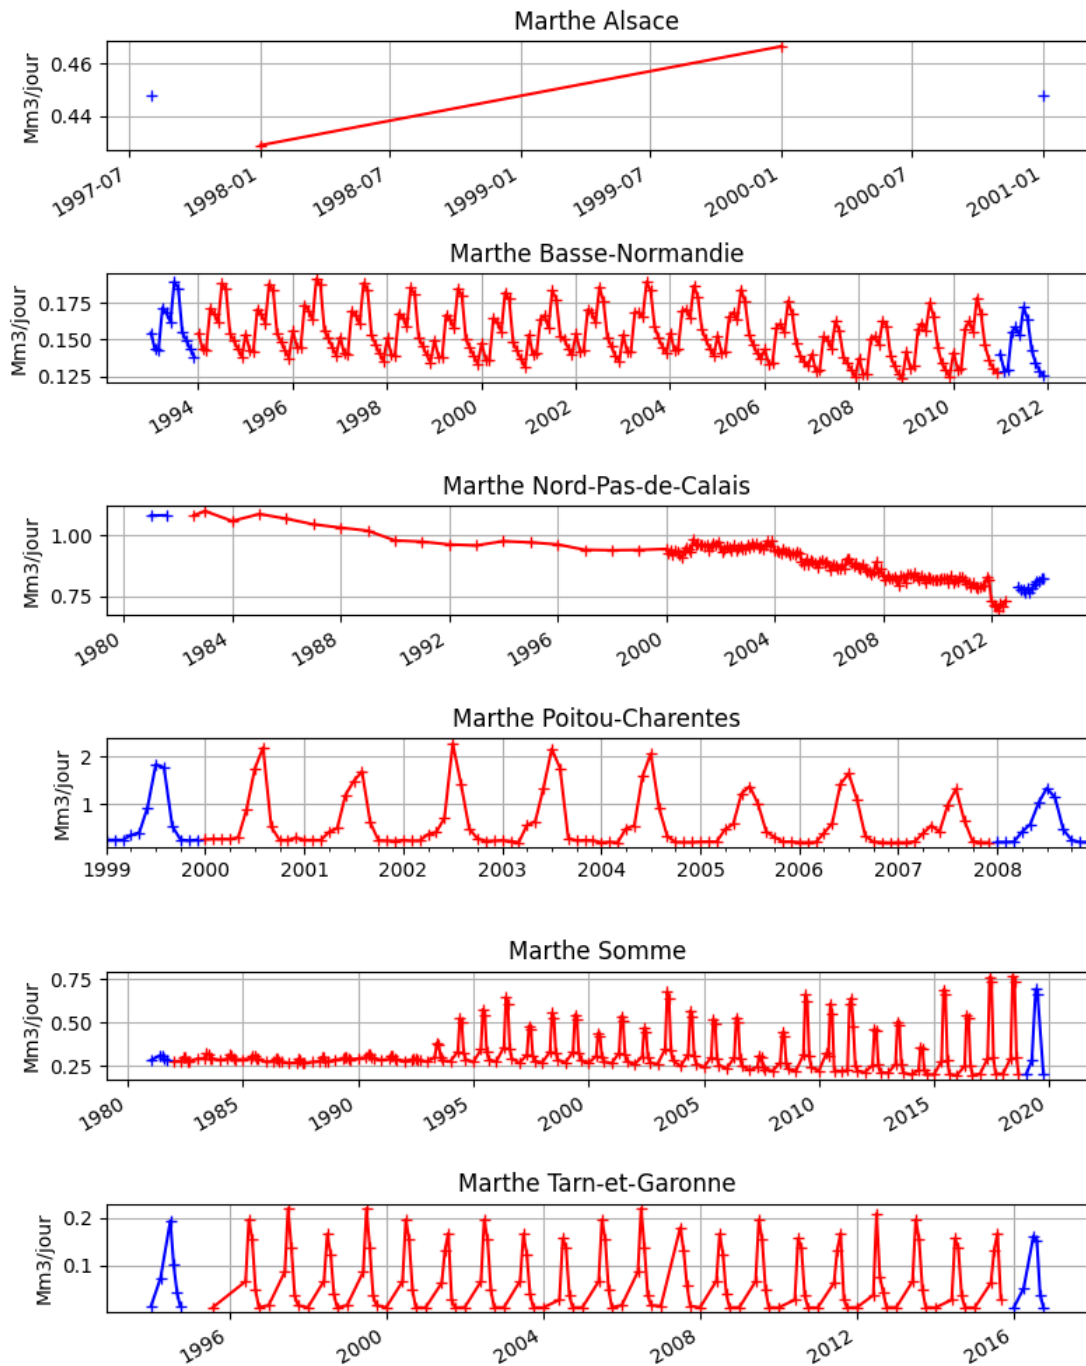 Marthe Alsace
Mm3/jour
0.46
0.44
1997-07 1998-01 1998-07 1999-01 1999-07 2000-01 2000-07 2001-01
Marthe Basse-Normandie
Mm3/jour
0.175
0.150
0.125
1994 1996 1998 2000 2002 2004 2006 2008 2010 2012
Marthe Nord-Pas-de-Calais
Mm3/jour
1.00
0.75
1980 1984 1988 1992 1996 2000 2004 2008 2012
Marthe Poitou-Charentes
Mm3/jour
2
1
1999 2000 2001 2002 2003 2004 2005 2006 2007 2008
Marthe Somme
Mm3/jour
0.75
0.50
0.25
1980 1985 1990 1995 2000 2005 2010 2015 2020
Marthe Tarn-et-Garonne
Mm3/jour
0.2
0.1
1996 2000 2004 2008 2012 2016